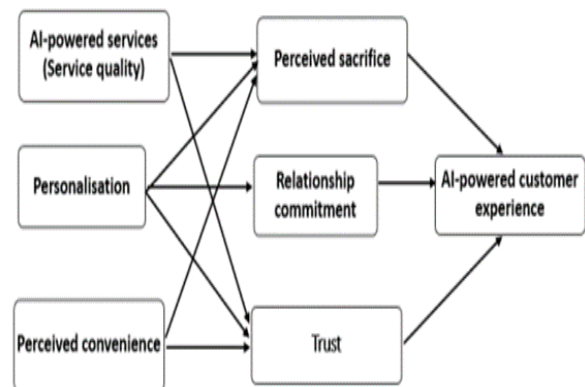 AI-powered services
(Service quality)
Perceived sacrifice
Personalisation
Relationship
commitment
AI-powered customer
experience
Perceived convenience
Trust